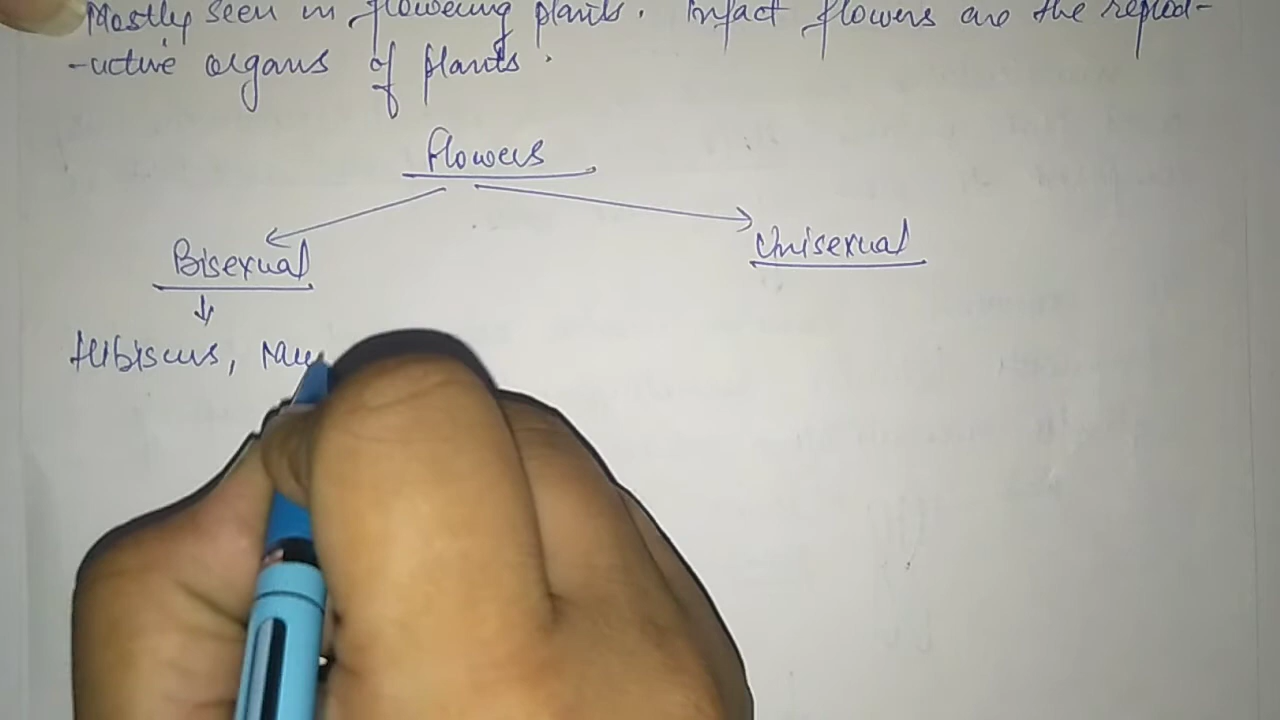 Mostly seen in flowering plants. Infact flowers are the reprod-
-uctive organs of plants.
Flowers
Bisexual
Unisexual
Hibiscus,